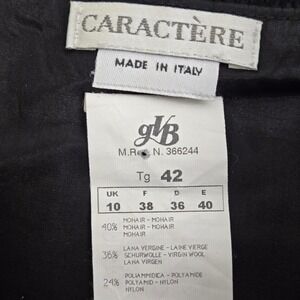 CARACTÈRE
MADE IN ITALY
gVB
M.R. N. 366244
Tg 42
UK F D E
10 38 36 40
40% MOHAIR - MOHAIR
MOHAIR - MOHAIR
MOHAIR
36% LANA VERGINE - LAINE VIERGE
SCHURWOLLE - VIRGIN WOOL
LANA VIRGEN
24% POLIAMMIDICA - POLYAMIDE
POLYAMID - NYLON
NYLON